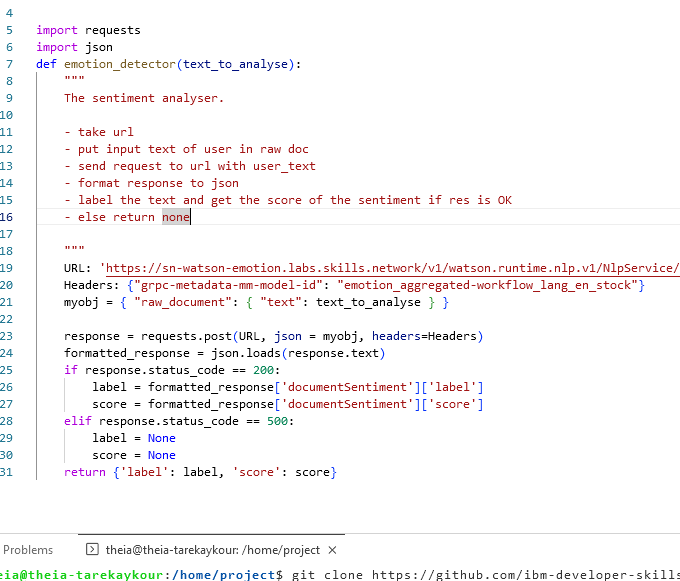 4
5 import requests
6 import json
7 def emotion_detector(text_to_analyse):
8 """
9 The sentiment analyser.
10
11 - take url
12 - put input text of user in raw doc
13 - send request to url with user_text
14 - format response to json
15 - label the text and get the score of the sentiment if res is OK
16 - else return none
17
18 """
19 URL: 'https://sn-watson-emotion.labs.skills.network/v1/watson.runtime.nlp.v1/NlpService/
20 Headers: {"grpc-metadata-mm-model-id": "emotion_aggregated-workflow_lang_en_stock"}
21 myobj = { "raw_document": { "text": text_to_analyse } }
22
23 response = requests.post(URL, json = myobj, headers=Headers)
24 formatted_response = json.loads(response.text)
25 if response.status_code == 200:
26 label = formatted_response['documentSentiment']['label']
27 score = formatted_response['documentSentiment']['score']
28 elif response.status_code == 500:
29 label = None
30 score = None
31 return {'label': label, 'score': score}
Problems theia@theia-tarekaykour: /home/project ×
eia@theia-tarekaykour:/home/project$ git clone https://github.com/ibm-developer-skills